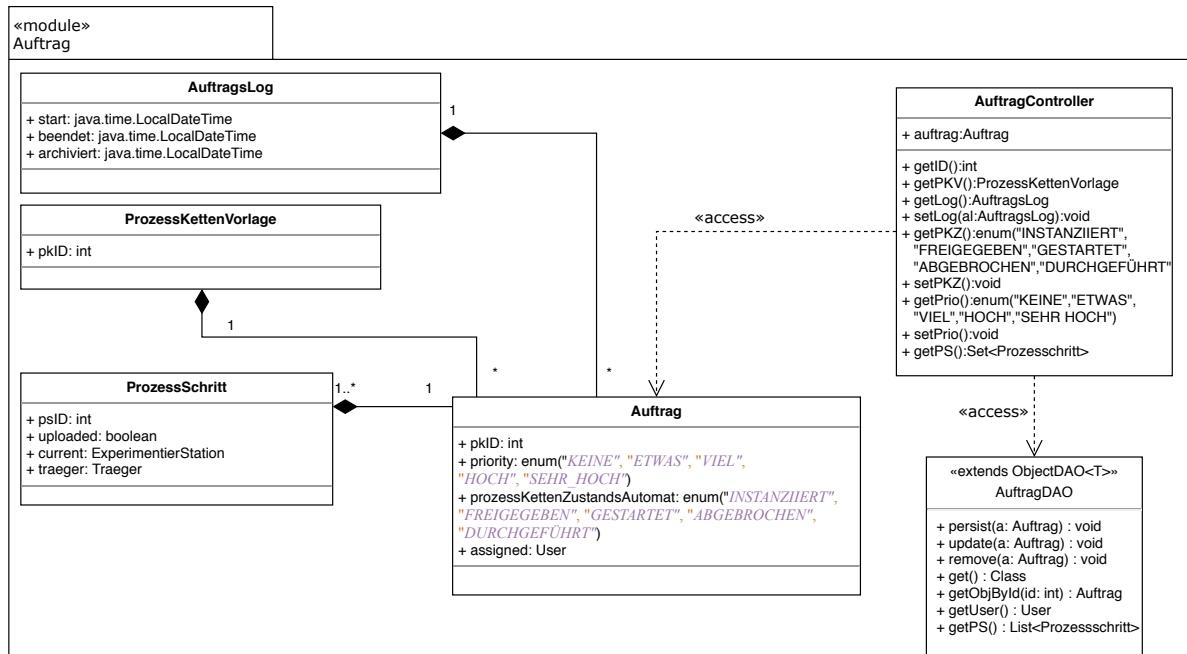 «module»
Auftrag
AuftragsLog
+ start: java.time.LocalDateTime
+ beendet: java.time.LocalDateTime
+ archiviert: java.time.LocalDateTime
1
ProzessKettenVorlage
+ pkID: int
1
*
*
ProzessSchritt
+ psID: int
+ uploaded: boolean
+ current: ExperimentierStation
+ traeger: Traeger
1..*
1
Auftrag
+ pkID: int
+ priority: enum("KEINE", "ETWAS", "VIEL",
"HOCH", "SEHR_HOCH")
+ prozessKettenZustandsAutomat: enum("INSTANZIIERT",
"FREIGEGEBEN", "GESTARTET", "ABGEBROCHEN",
"DURCHGEFÜHRT")
+ assigned: User
«access»
AuftragController
+ auftrag:Auftrag
+ getID():int
+ getPKV():ProzessKettenVorlage
+ getLog():AuftragsLog
+ setLog(al:AuftragsLog):void
+ getPKZ():enum("INSTANZIIERT",
"FREIGEGEBEN","GESTARTET",
"ABGEBROCHEN","DURCHGEFÜHRT"
+ setPKZ():void
+ getPrio():enum("KEINE","ETWAS",
"VIEL","HOCH","SEHR HOCH")
+ setPrio():void
+ getPS():Set<Prozesschritt>
«access»
«extends ObjectDAO<T>»
AuftragDAO
+ persist(a: Auftrag) : void
+ update(a: Auftrag) : void
+ remove(a: Auftrag) : void
+ get() : Class
+ getObjById(id: int) : Auftrag
+ getUser() : User
+ getPS() : List<Prozessschritt>